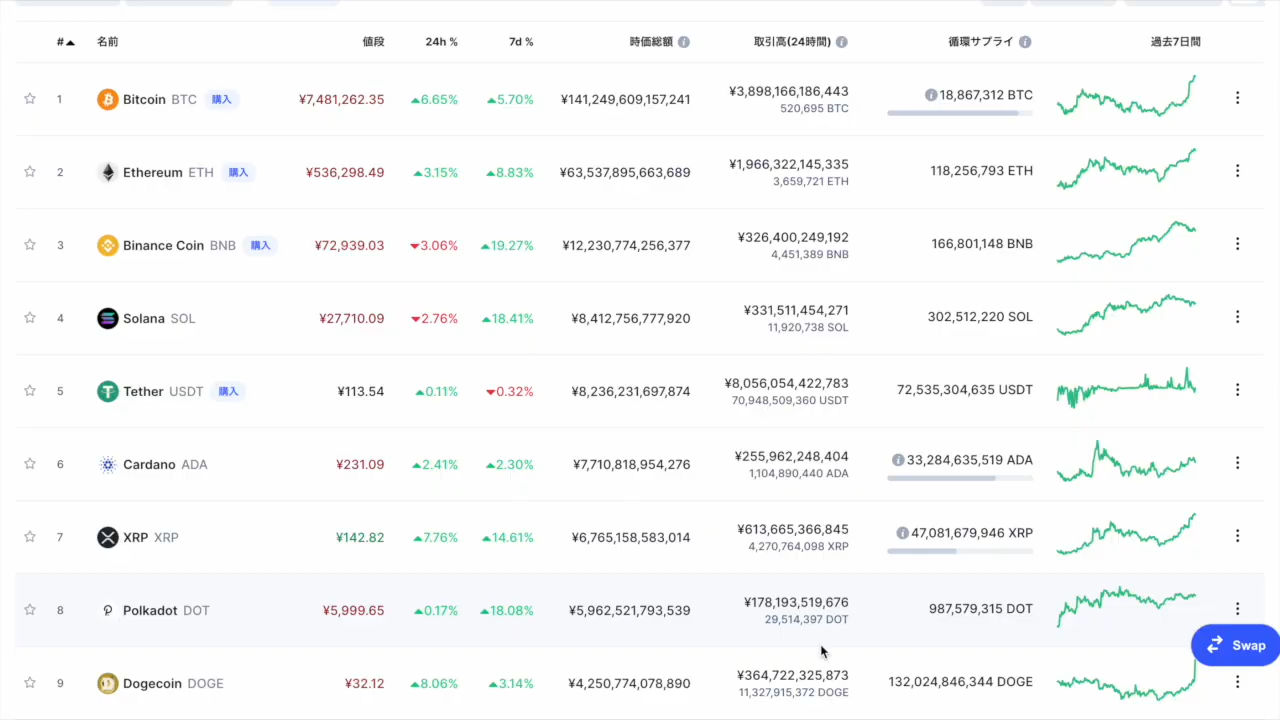 # 名前 値段 24h % 7d % 時価総額 取引高(24時間) 循環サプライ 過去7日間
1 Bitcoin BTC 購入 ¥7,481,262.35 6.65% 5.70% ¥141,249,609,157,241 ¥3,898,166,186,443 18,867,312 BTC
520,695 BTC
2 Ethereum ETH 購入 ¥536,298.49 3.15% 8.83% ¥63,537,895,663,689 ¥1,966,322,145,335 118,256,793 ETH
3,659,721 ETH
3 Binance Coin BNB 購入 ¥72,939.03 3.06% 19.27% ¥12,230,774,256,377 ¥326,400,249,192 166,801,148 BNB
4,451,389 BNB
4 Solana SOL ¥27,710.09 2.76% 18.41% ¥8,412,756,777,920 ¥331,511,454,271 302,512,220 SOL
11,920,738 SOL
5 Tether USDT 購入 ¥113.54 0.11% 0.32% ¥8,236,231,697,874 ¥8,056,054,422,783 72,535,304,635 USDT
70,948,509,360 USDT
6 Cardano ADA ¥231.09 2.41% 2.30% ¥7,710,818,954,276 ¥255,962,248,404 33,284,635,519 ADA
1,104,890,440 ADA
7 XRP XRP ¥142.82 7.76% 14.61% ¥6,765,158,583,014 ¥613,665,366,845 47,081,679,946 XRP
4,270,764,098 XRP
8 Polkadot DOT ¥5,999.65 0.17% 18.08% ¥5,962,521,793,539 ¥178,193,519,676 987,579,315 DOT
29,514,397 DOT
Swap
9 Dogecoin DOGE ¥32.12 8.06% 3.14% ¥4,250,774,078,890 ¥364,722,325,873 132,024,846,344 DOGE
11,327,915,372 DOGE